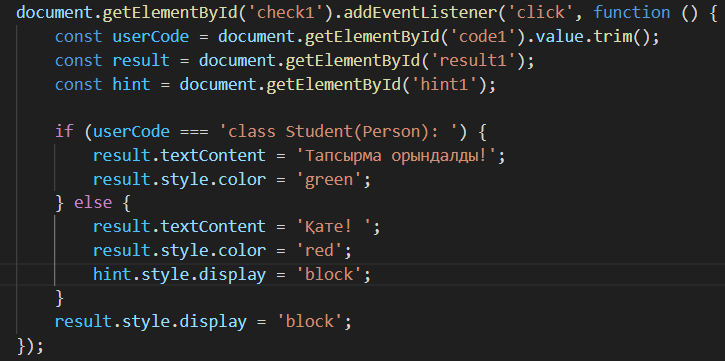 document.getElementById('check1').addEventListener('click', function () {
    const userCode = document.getElementById('code1').value.trim();
    const result = document.getElementById('result1');
    const hint = document.getElementById('hint1');

    if (userCode === 'class Student(Person): ') {
        result.textContent = 'Тапсырма орындалды!';
        result.style.color = 'green';
    } else {
        result.textContent = 'Қате! ';
        result.style.color = 'red';
        hint.style.display = 'block';
    }
    result.style.display = 'block';
});